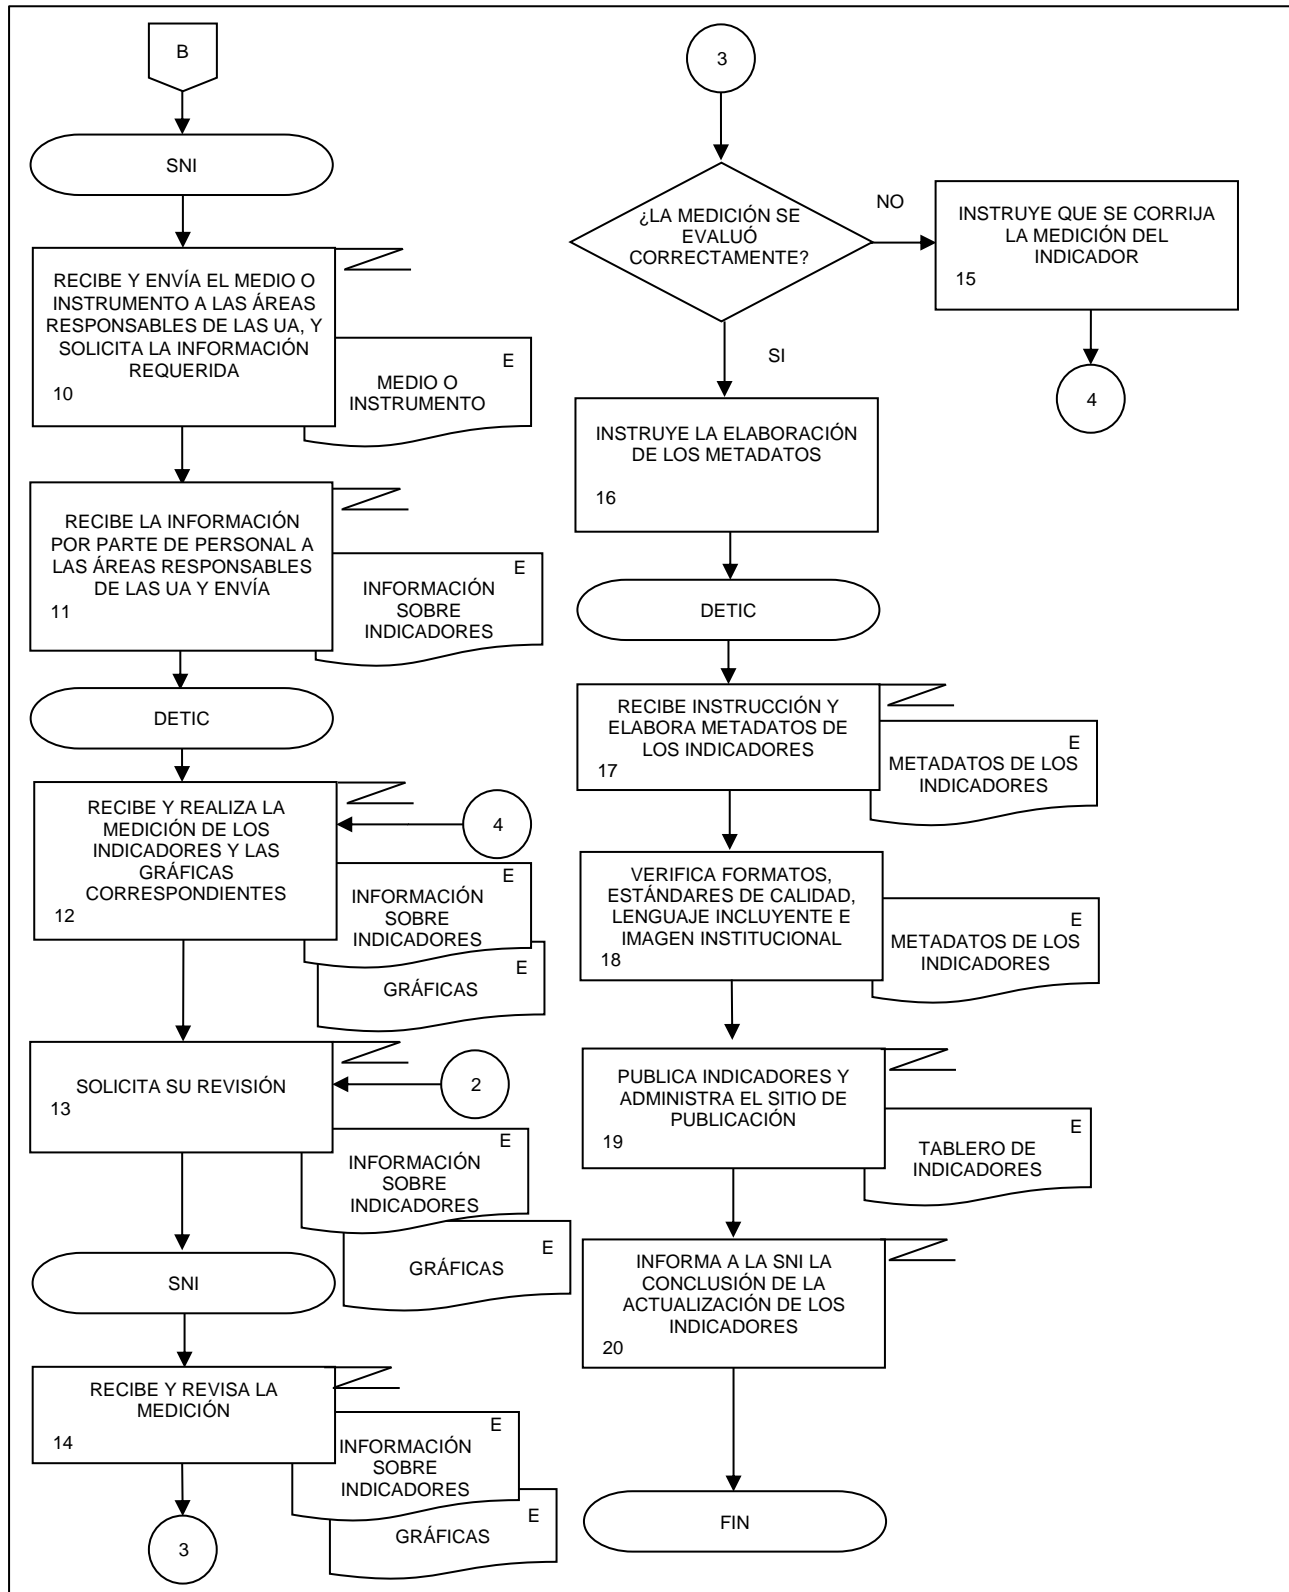 B
SNI
RECIBE Y ENVÍA EL MEDIO O
INSTRUMENTO A LAS ÁREAS
RESPONSABLES DE LAS UA, Y
SOLICITA LA INFORMACIÓN
REQUERIDA
10
E
MEDIO O
INSTRUMENTO
RECIBE LA INFORMACIÓN
POR PARTE DE PERSONAL A
LAS ÁREAS RESPONSABLES
DE LAS UA Y ENVÍA
11
E
INFORMACIÓN
SOBRE
INDICADORES
DETIC
RECIBE Y REALIZA LA
MEDICIÓN DE LOS
INDICADORES Y LAS
GRÁFICAS
CORRESPONDIENTES
12
4
E
INFORMACIÓN
SOBRE
INDICADORES
E
GRÁFICAS
SOLICITA SU REVISIÓN
13
2
E
INFORMACIÓN
SOBRE
INDICADORES
E
GRÁFICAS
SNI
RECIBE Y REVISA LA
MEDICIÓN
14
E
INFORMACIÓN
SOBRE
INDICADORES
E
GRÁFICAS
3
3
¿LA MEDICIÓN SE
EVALUÓ
CORRECTAMENTE?
NO
INSTRUYE QUE SE CORRIJA
LA MEDICIÓN DEL
INDICADOR
15
4
SI
INSTRUYE LA ELABORACIÓN
DE LOS METADATOS
16
DETIC
RECIBE INSTRUCCIÓN Y
ELABORA METADATOS DE
LOS INDICADORES
17
E
METADATOS DE LOS
INDICADORES
VERIFICA FORMATOS,
ESTÁNDARES DE CALIDAD,
LENGUAJE INCLUYENTE E
IMAGEN INSTITUCIONAL
18
E
METADATOS DE LOS
INDICADORES
PUBLICA INDICADORES Y
ADMINISTRA EL SITIO DE
PUBLICACIÓN
19
E
TABLERO DE
INDICADORES
INFORMA A LA SNI LA
CONCLUSIÓN DE LA
ACTUALIZACIÓN DE LOS
INDICADORES
20
FIN